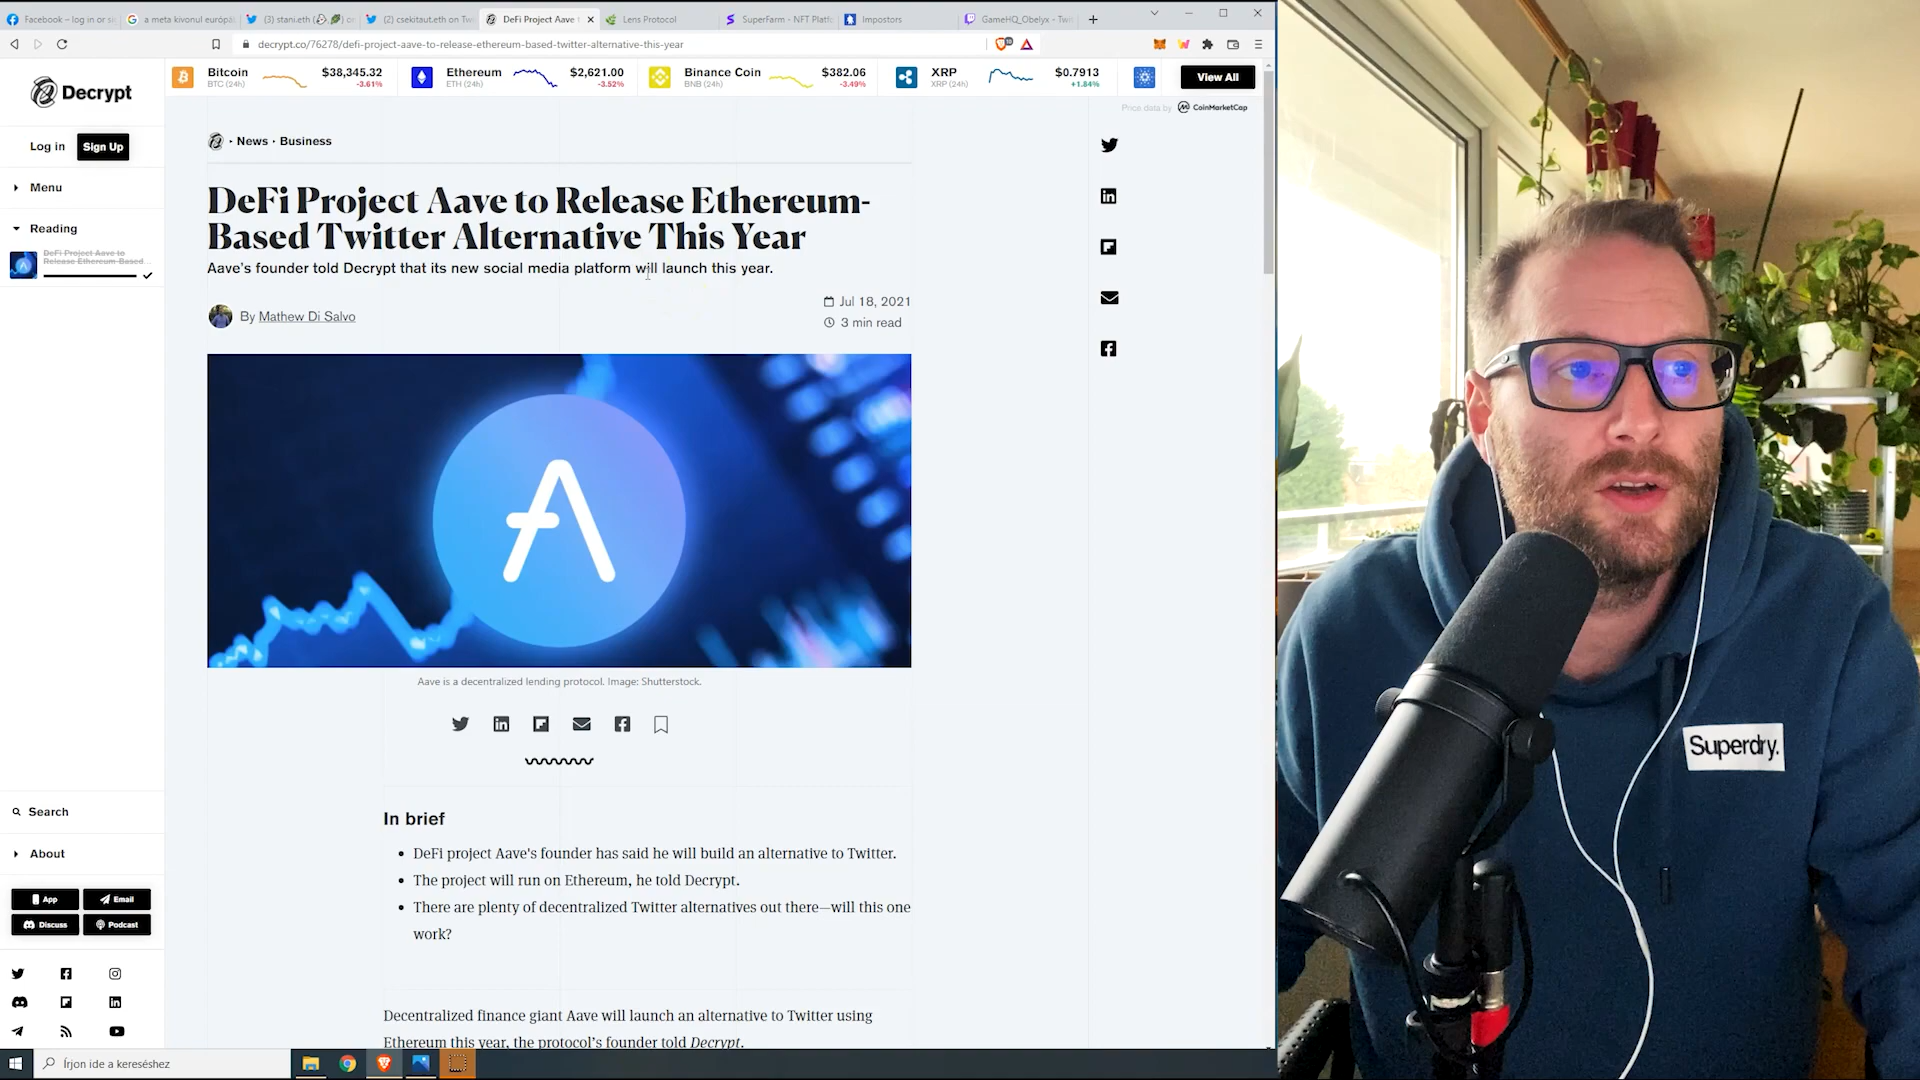 Facebook – log in or si
a meta kivonul európáb
(3) stani.eth
(2) csekitaut.eth on Tw
DeFi Project Aave
Lens Protocol
SuperFarm - NFT Platf
Impostors
GameHQ_Obelyx - Twi
decrypt.co/76278/defi-project-aave-to-release-ethereum-based-twitter-alternative-this-year
Decrypt
Bitcoin
BTC (24h)
$38,345.32
-3.61%
Ethereum
ETH (24h)
$2,621.00
-3.52%
Binance Coin
BNB (24h)
$382.06
-3.49%
XRP
XRP (24h)
$0.7913
+1.84%
View All
Price data by CoinMarketCap
Log in
Sign Up
Menu
Reading
DeFi Project Aave to
Release Ethereum-Based...
News · Business
DeFi Project Aave to Release Ethereum-
Based Twitter Alternative This Year
Aave's founder told Decrypt that its new social media platform will launch this year.
By Mathew Di Salvo
Jul 18, 2021
3 min read
Aave is a decentralized lending protocol. Image: Shutterstock.
In brief
DeFi project Aave's founder has said he will build an alternative to Twitter.
The project will run on Ethereum, he told Decrypt.
There are plenty of decentralized Twitter alternatives out there—will this one
work?
Decentralized finance giant Aave will launch an alternative to Twitter using
Ethereum this year, the protocol's founder told Decrypt.
Search
About
App
Email
Discuss
Podcast
Írjon ide a kereséshez
Superdry.